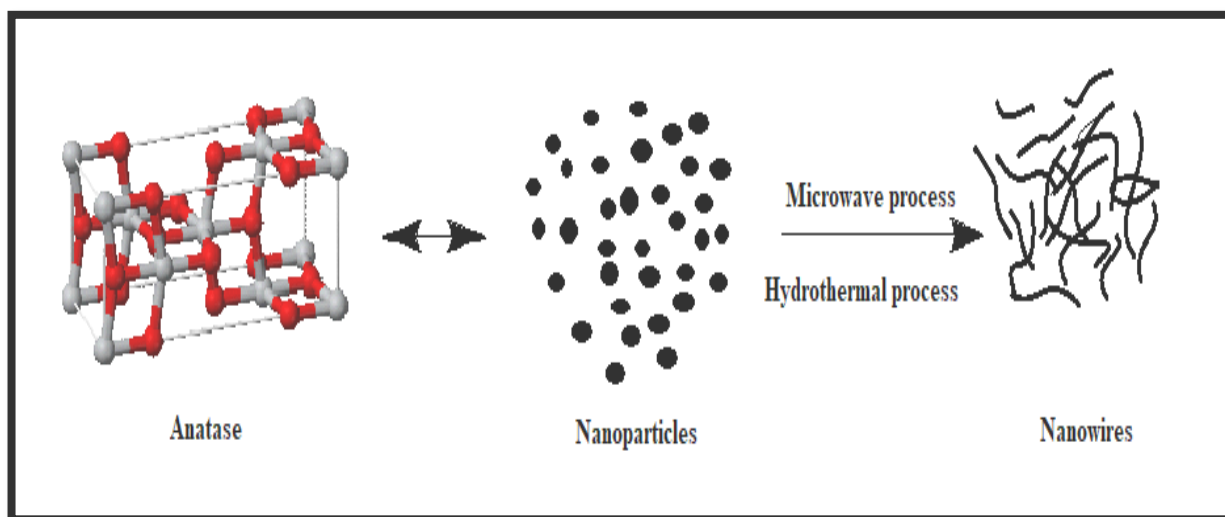 Microwave process
Hydrothermal process
Anatase
Nanoparticles
Nanowires